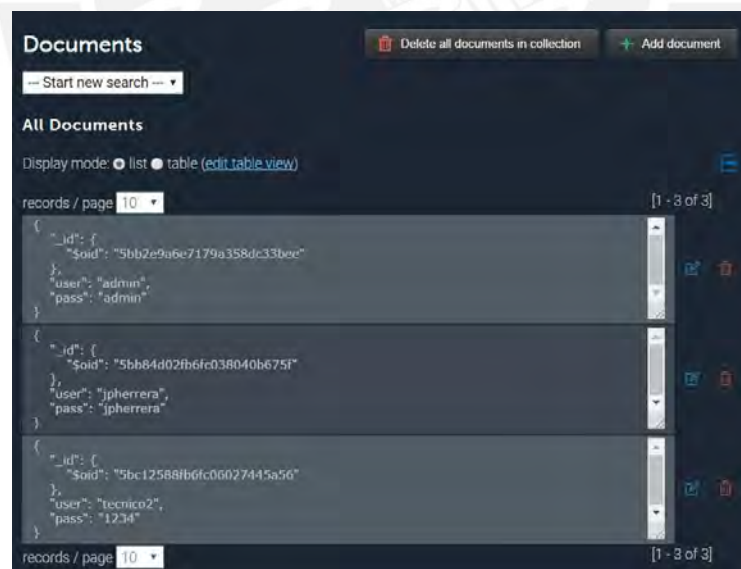 Documents
Delete all documents in collection
Add document
--- Start new search ---
All Documents
Display mode: list table (edit table view)
records / page 10 [1 - 3 of 3]
{
"_id": {
"$oid": "5bb2e9a6e7179a358dc33bee"
},
"user": "admin",
"pass": "admin"
}
{
"_id": {
"$oid": "5bb84d02fb6fc038040b675f"
},
"user": "jpherrera",
"pass": "jpherrera"
}
{
"_id": {
"$oid": "5bc12588fb6fc06027445a56"
},
"user": "tecnico2",
"pass": "1234"
}
records / page 10 [1 - 3 of 3]